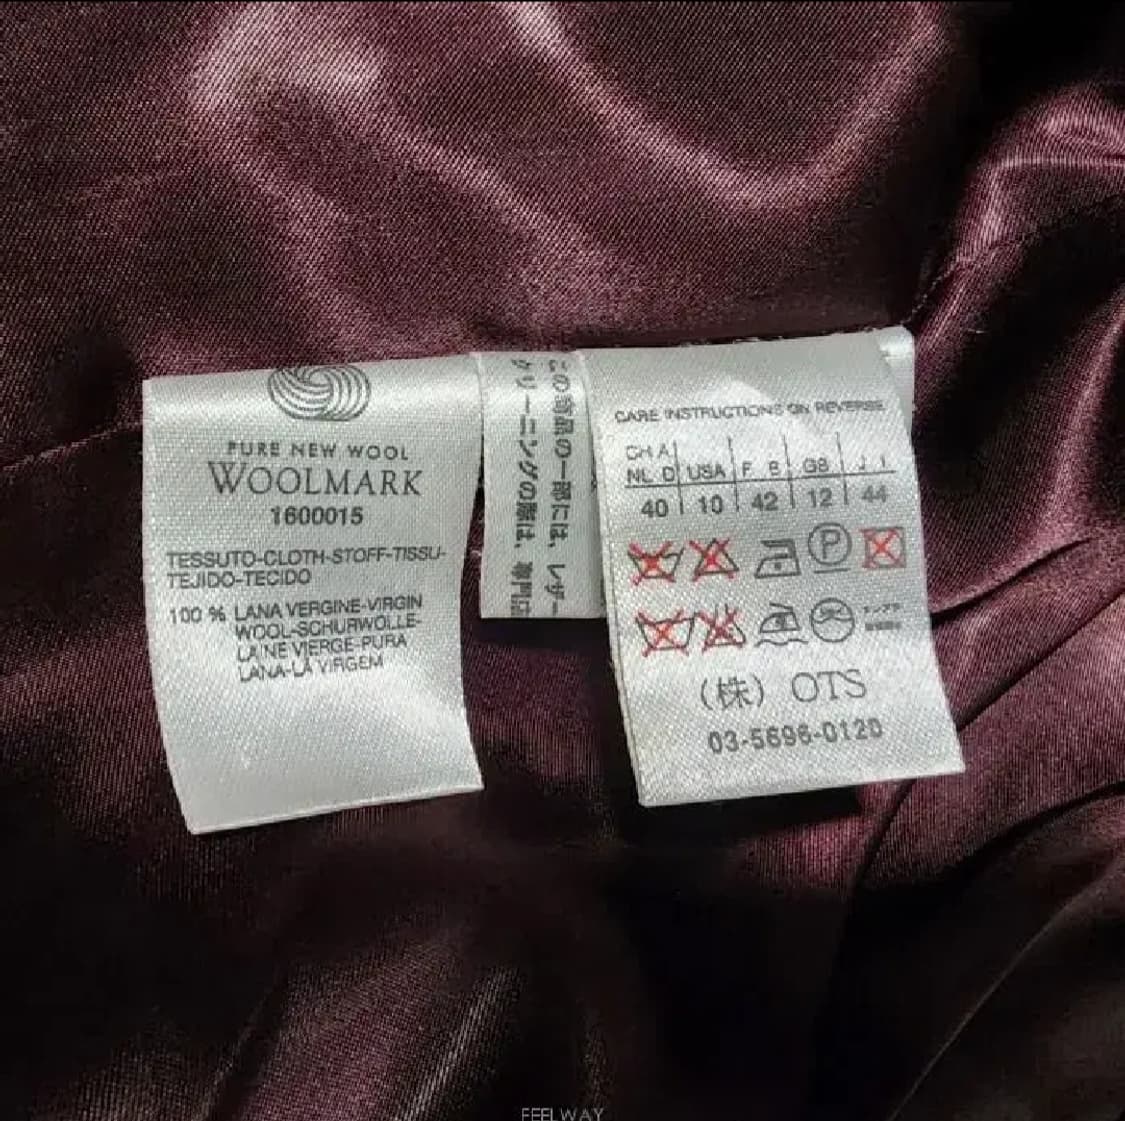 PURE NEW WOOL
WOOLMARK
1600015
TESSUTO-CLOTH-STOFF-TISSU-
TEJIDO-TECIDO
100 % LANA VERGINE-VIRGIN
WOOL-SCHURWOLLE-
LAINE VIERGE-PURA
LANA-LÀ VIRGEM
この商品の一部には、レザー
クリーニングの際は、専門
CARE INSTRUCTIONS ON REVERSE
CH A
NL D USA F B GB J I
40 10 42 12 44
P
(株) OTS
03-5696-0120
FEELWAY